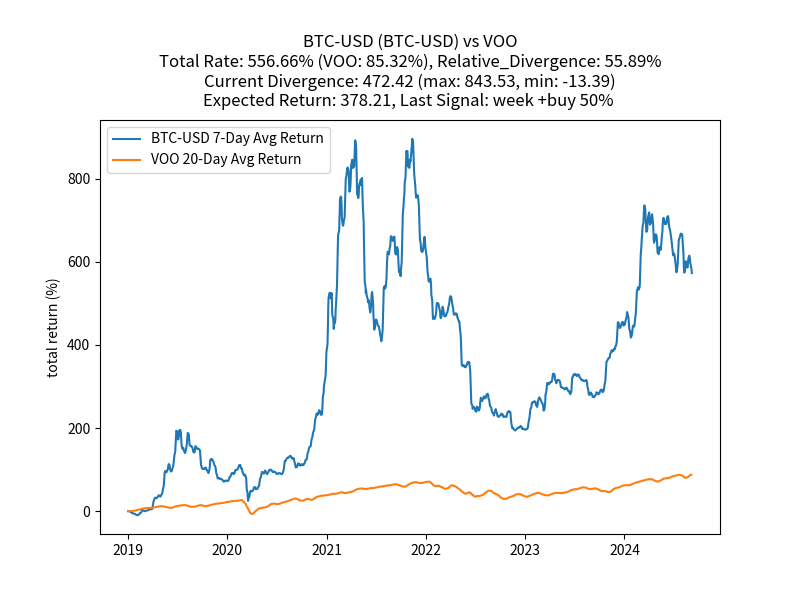 BTC-USD (BTC-USD) vs VOO
Total Rate: 556.66% (VOO: 85.32%), Relative_Divergence: 55.89%
Current Divergence: 472.42 (max: 843.53, min: -13.39)
Expected Return: 378.21, Last Signal: week +buy 50%
BTC-USD 7-Day Avg Return
VOO 20-Day Avg Return
total return (%)
800
600
400
200
0
2019 2020 2021 2022 2023 2024